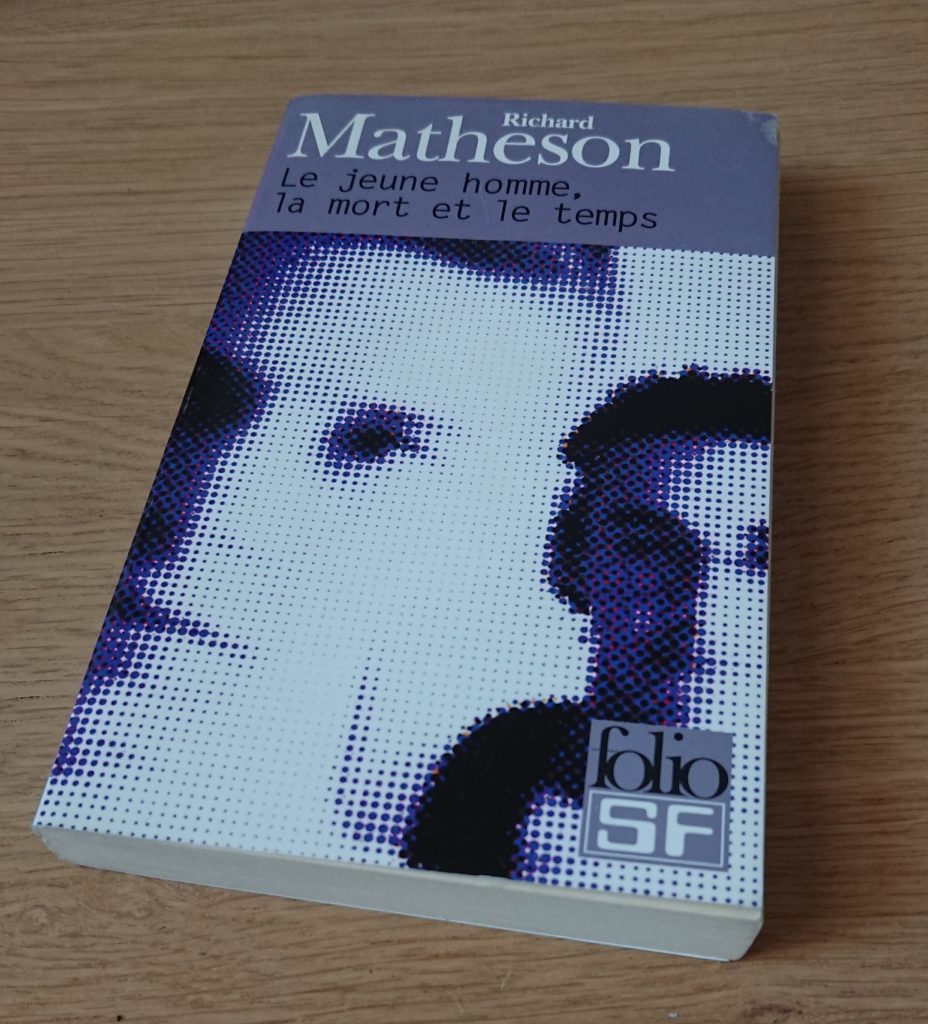 Richard
Matheson
Le jeune homme,
la mort et le temps
folio
SF